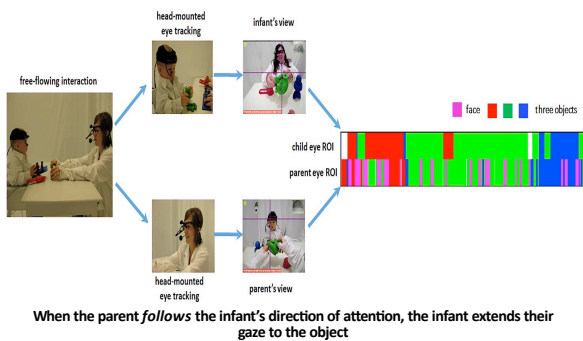 head-mounted
eye tracking
infant's view
free-flowing interaction
face
three objects
child eye ROI
parent eye ROI
head-mounted
eye tracking
parent's view
When the parent follows the infant's direction of attention, the infant extends their
gaze to the object